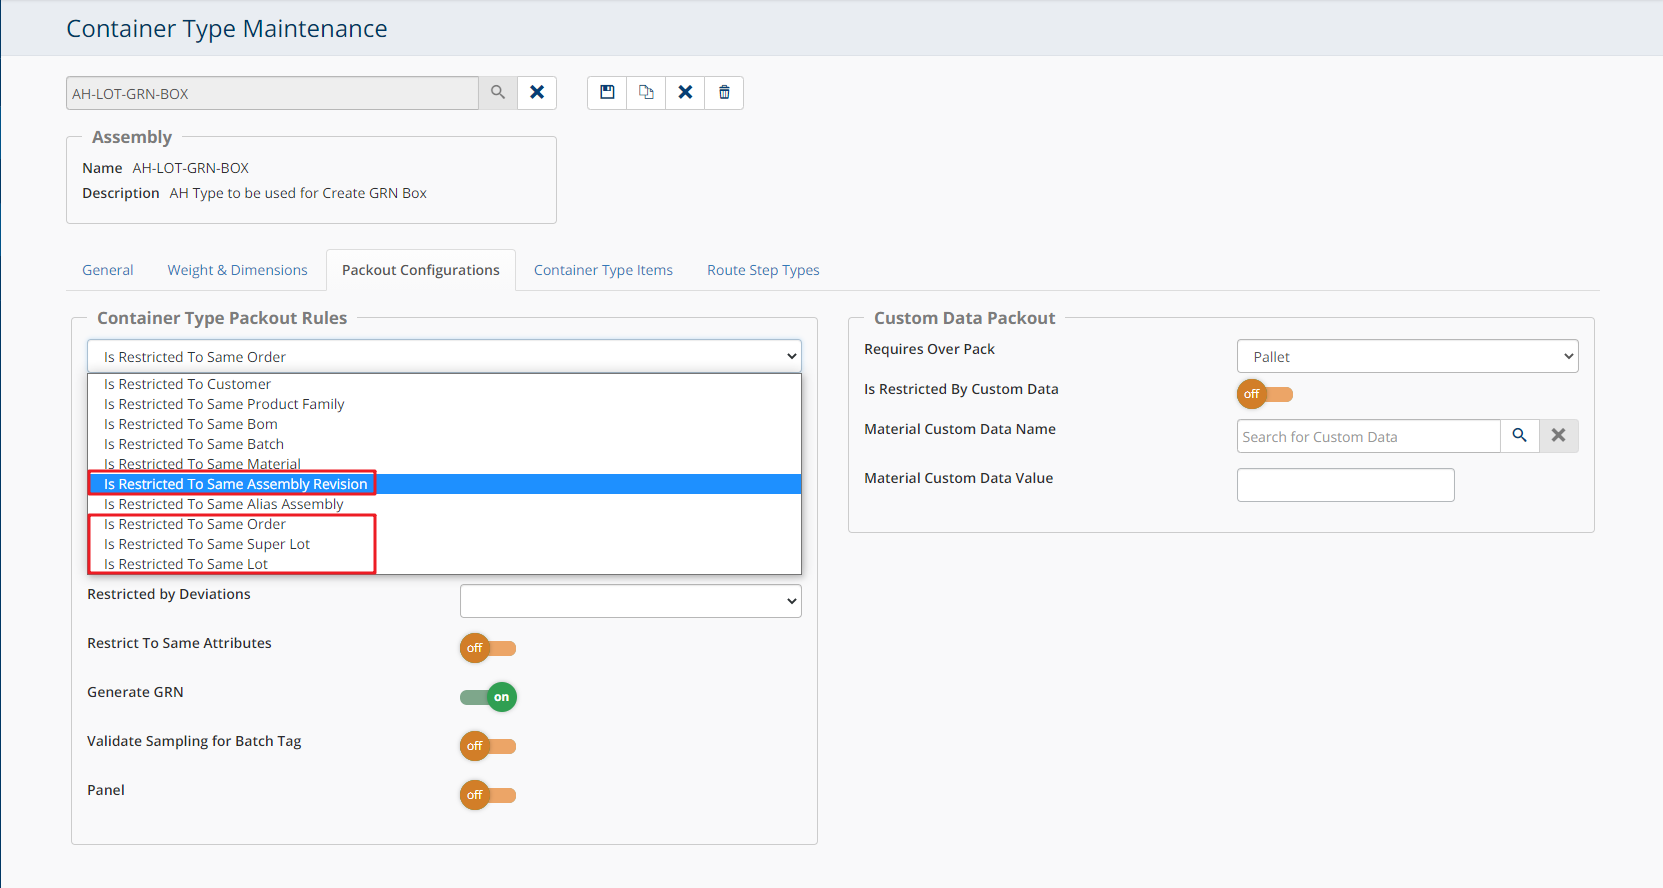 Container Type Maintenance
AH-LOT-GRN-BOX
Assembly
Name AH-LOT-GRN-BOX
Description AH Type to be used for Create GRN Box
General Weight & Dimensions Packout Configurations Container Type Items Route Step Types
Container Type Packout Rules
Is Restricted To Same Order
Is Restricted To Customer
Is Restricted To Same Product Family
Is Restricted To Same Bom
Is Restricted To Same Batch
Is Restricted To Same Material
Is Restricted To Same Assembly Revision
Is Restricted To Same Alias Assembly
Is Restricted To Same Order
Is Restricted To Same Super Lot
Is Restricted To Same Lot
Restricted by Deviations
Restrict To Same Attributes off
Generate GRN on
Validate Sampling for Batch Tag off
Panel off
Custom Data Packout
Requires Over Pack Pallet
Is Restricted By Custom Data off
Material Custom Data Name Search for Custom Data
Material Custom Data Value